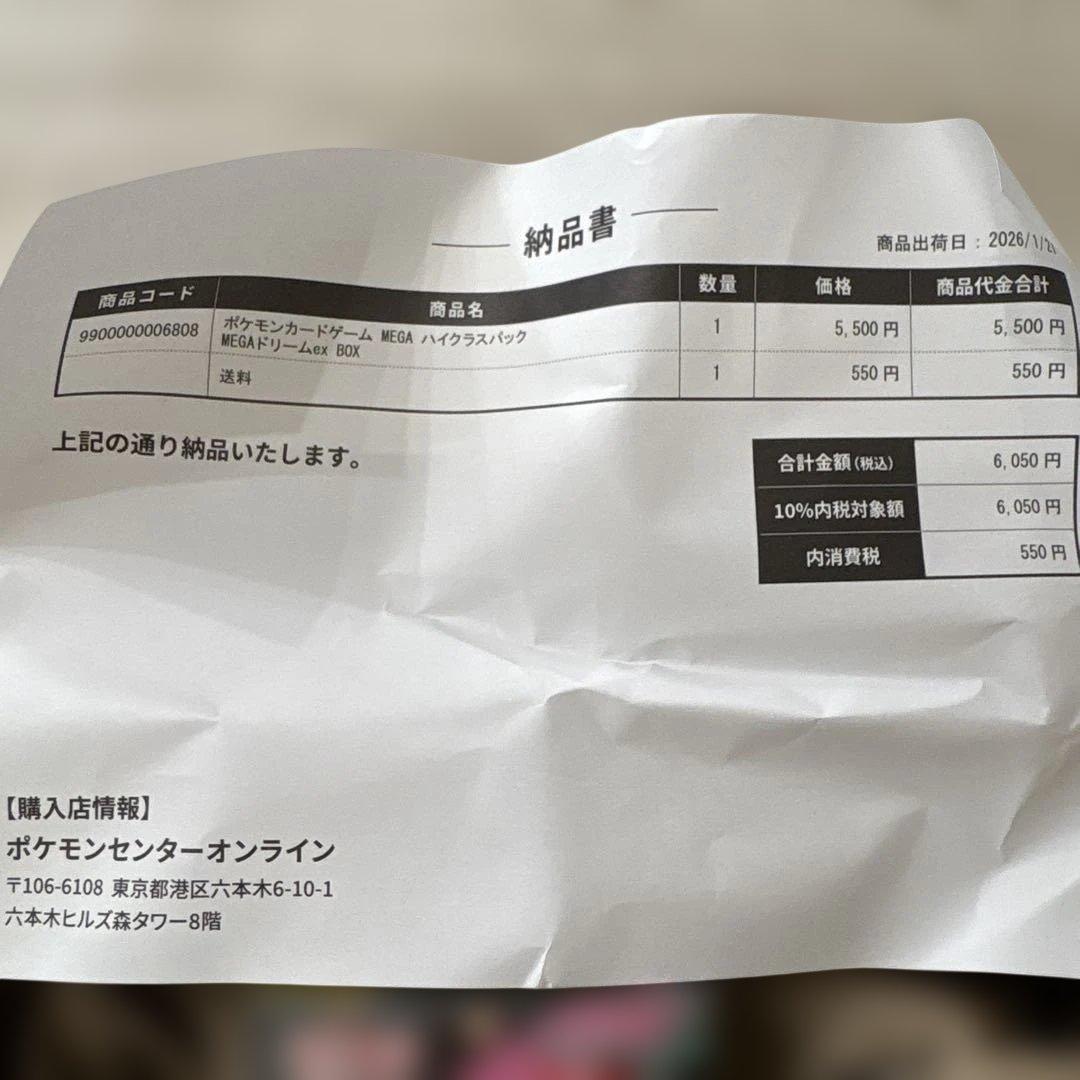 納品書
商品出荷日：2026/1/2
商品コード 商品名 数量 価格 商品代金合計
9900000006808 ポケモンカードゲーム MEGA ハイクラスパック 1 5,500円 5,500円
MEGAドリームex BOX
送料 1 550円 550円
上記の通り納品いたします。
合計金額(税込) 6,050円
10%内税対象額 6,050円
内消費税 550円
【購入店情報】
ポケモンセンターオンライン
〒106-6108 東京都港区六本木6-10-1
六本木ヒルズ森タワー8階